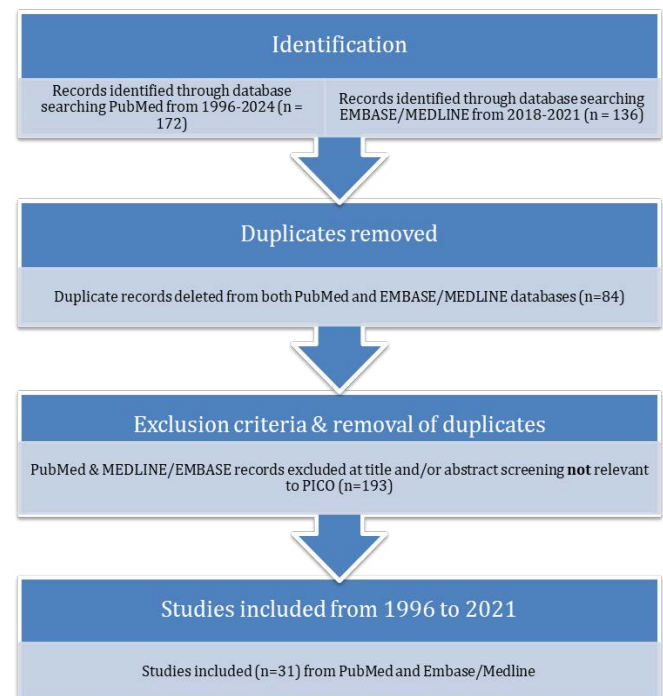 Identification
Records identified through database
searching PubMed from 1996-2024 (n =
172)
Records identified through database searching
EMBASE/MEDLINE from 2018-2021 (n = 136)
Duplicates removed
Duplicate records deleted from both PubMed and EMBASE/MEDLINE databases (n=84)
Exclusion criteria & removal of duplicates
PubMed & MEDLINE/EMBASE records excluded at title and/or abstract screening not relevant
to PICO (n=193)
Studies included from 1996 to 2021
Studies included (n=31) from PubMed and Embase/Medline